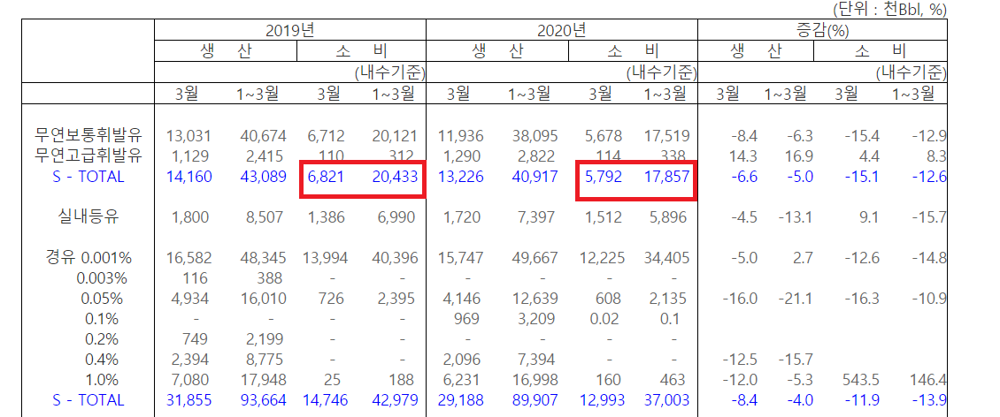 (단위 : 천Bbl, %)
2019년 2020년 증감(%)
생 산 소 비 생 산 소 비 생 산 소 비
(내수기준) (내수기준) (내수기준)
3월 1~3월 3월 1~3월 3월 1~3월 3월 1~3월 3월 1~3월 3월 1~3월
무연보통휘발유 13,031 40,674 6,712 20,121 11,936 38,095 5,678 17,519 -8.4 -6.3 -15.4 -12.9
무연고급휘발유 1,129 2,415 110 312 1,290 2,822 114 338 14.3 16.9 4.4 8.3
S - TOTAL 14,160 43,089 6,821 20,433 13,226 40,917 5,792 17,857 -6.6 -5.0 -15.1 -12.6
실내등유 1,800 8,507 1,386 6,990 1,720 7,397 1,512 5,896 -4.5 -13.1 9.1 -15.7
경유 0.001% 16,582 48,345 13,994 40,396 15,747 49,667 12,225 34,405 -5.0 2.7 -12.6 -14.8
0.003% 116 388 - - - - - -
0.05% 4,934 16,010 726 2,395 4,146 12,639 608 2,135 -16.0 -21.1 -16.3 -10.9
0.1% - - - - 969 3,209 0.02 0.1
0.2% 749 2,199 - - - - - -
0.4% 2,394 8,775 - - 2,096 7,394 - - -12.5 -15.7
1.0% 7,080 17,948 25 188 6,231 16,998 160 463 -12.0 -5.3 543.5 146.4
S - TOTAL 31,855 93,664 14,746 42,979 29,188 89,907 12,993 37,003 -8.4 -4.0 -11.9 -13.9